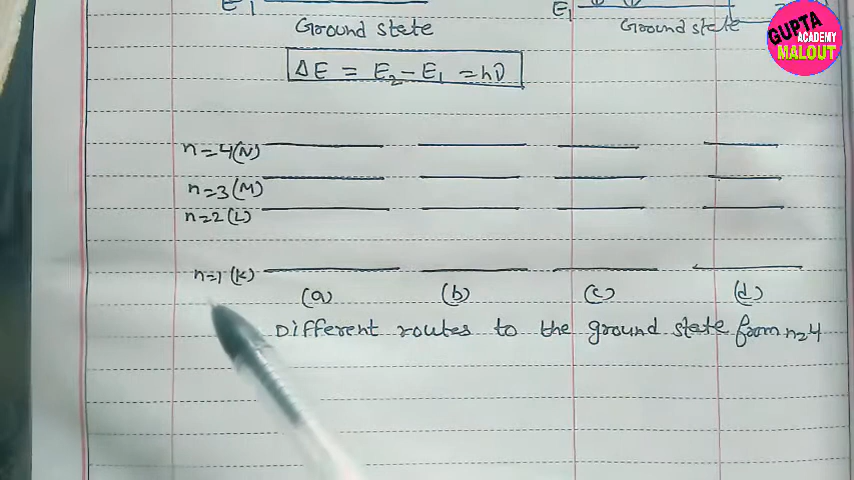 E1
E1
Ground state
Ground state
GUPTA
ACADEMY
MALOUT
ΔE = E2 - E1 = hυ
n=4(N)
n=3(M)
n=2(L)
n=1(K)
(a) (b) (c) (d)
Different routes to the ground state from n=4